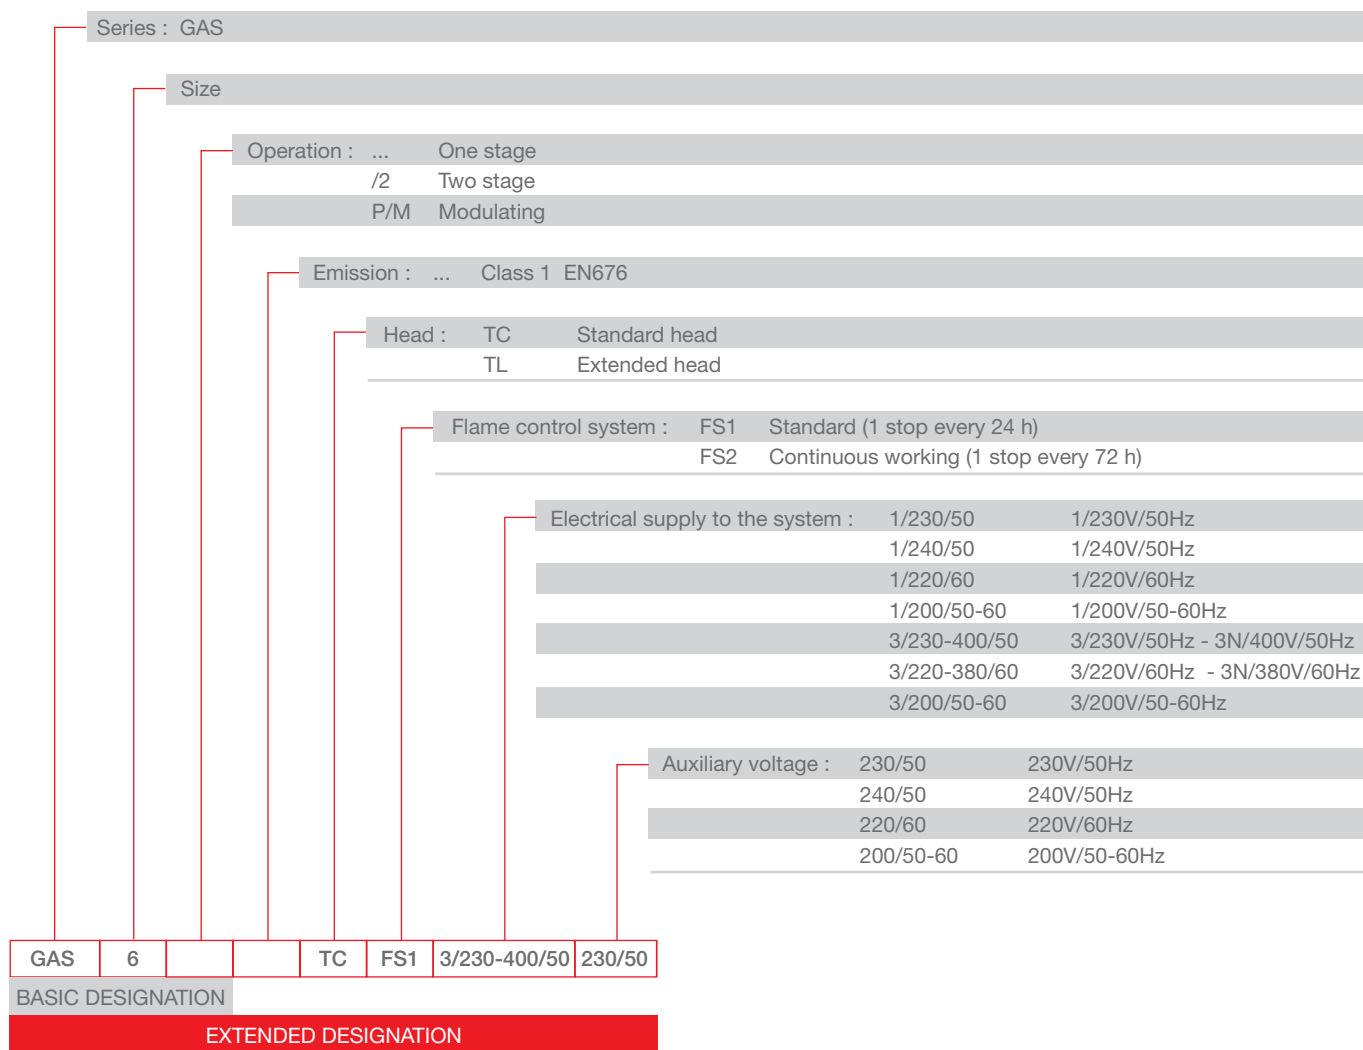 Series : GAS
Size
Operation : ... One stage
/2 Two stage
P/M Modulating
Emission : ... Class 1 EN676
Head : TC Standard head
TL Extended head
Flame control system : FS1 Standard (1 stop every 24 h)
FS2 Continuous working (1 stop every 72 h)
Electrical supply to the system : 1/230/50 1/230V/50Hz
1/240/50 1/240V/50Hz
1/220/60 1/220V/60Hz
1/200/50-60 1/200V/50-60Hz
3/230-400/50 3/230V/50Hz - 3N/400V/50Hz
3/220-380/60 3/220V/60Hz - 3N/380V/60Hz
3/200/50-60 3/200V/50-60Hz
Auxiliary voltage : 230/50 230V/50Hz
240/50 240V/50Hz
220/60 220V/60Hz
200/50-60 200V/50-60Hz
GAS 6 TC FS1 3/230-400/50 230/50
BASIC DESIGNATION
EXTENDED DESIGNATION